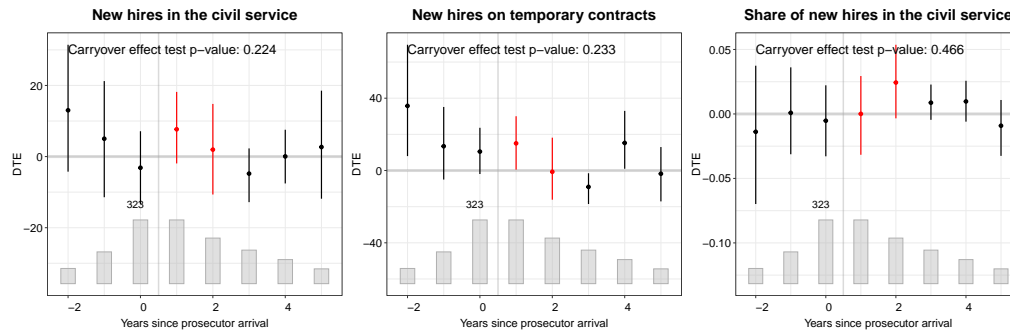 New hires in the civil service
Carryover effect test p−value: 0.224
20
0
−20
DTE
323
−2
0
2
4
Years since prosecutor arrival
New hires on temporary contracts
Carryover effect test p−value: 0.233
40
0
−40
DTE
323
−2
0
2
4
Years since prosecutor arrival
Share of new hires in the civil service
Carryover effect test p−value: 0.466
0.05
0.00
−0.05
−0.10
DTE
323
−2
0
2
4
Years since prosecutor arrival